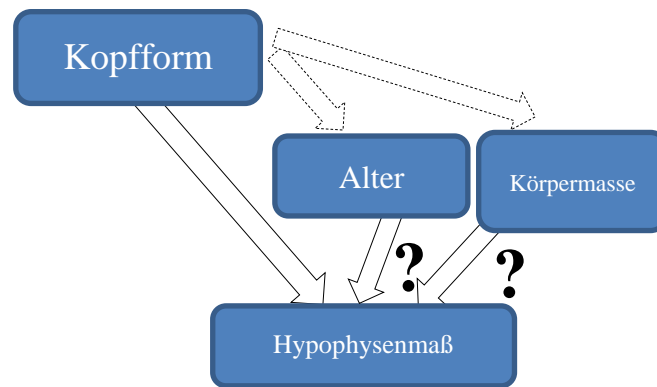 Kopfform
Alter
Körpermasse
?
?
Hypophysenmaß